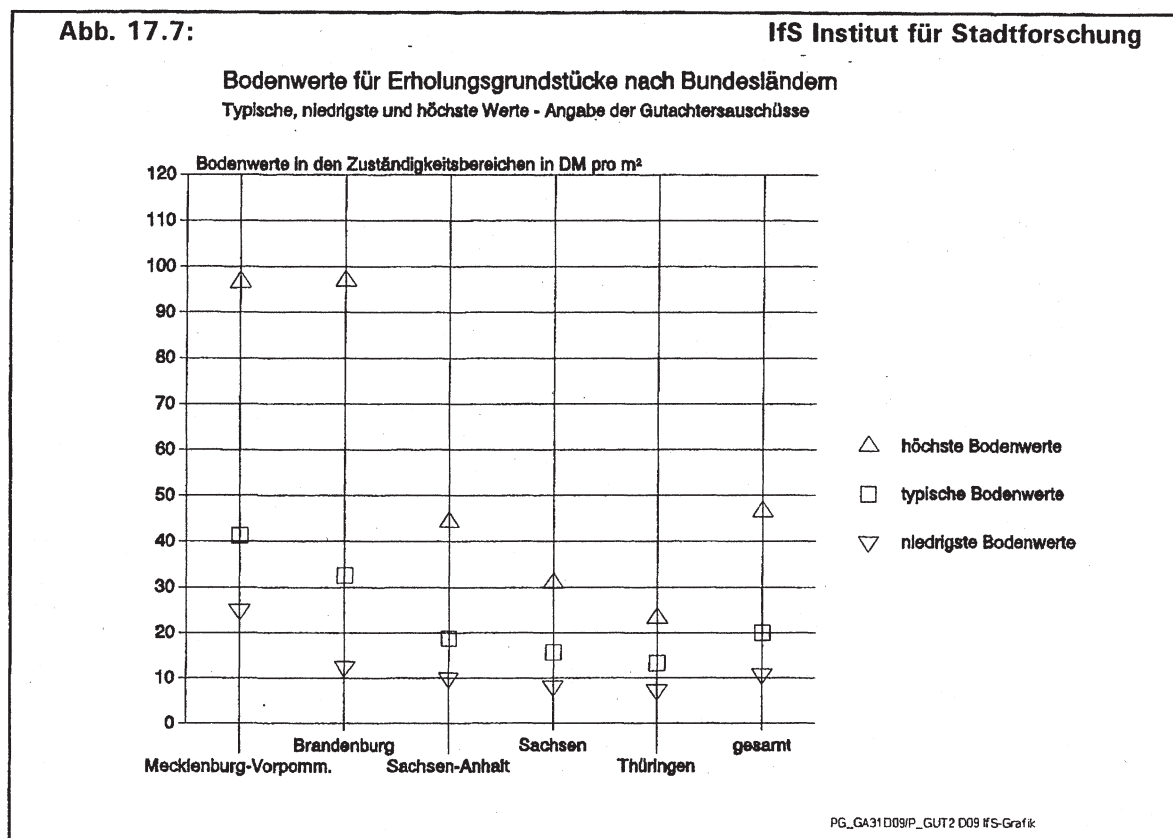 Abb. 17.7:
IfS Institut für Stadtforschung
Bodenwerte für Erholungsgrundstücke nach Bundesländern
Typische, niedrigste und höchste Werte - Angabe der Gutachtersauschüsse
Bodenwerte in den Zuständigkeitsbereichen in DM pro m²
120
110
100
90
80
70
60
50
40
30
20
10
0
höchste Bodenwerte
typische Bodenwerte
niedrigste Bodenwerte
Brandenburg
Sachsen
gesamt
Mecklenburg-Vorpomm.
Sachsen-Anhalt
Thüringen
PG_GA31D09/P_GUT2 D09 IfS-Grafik